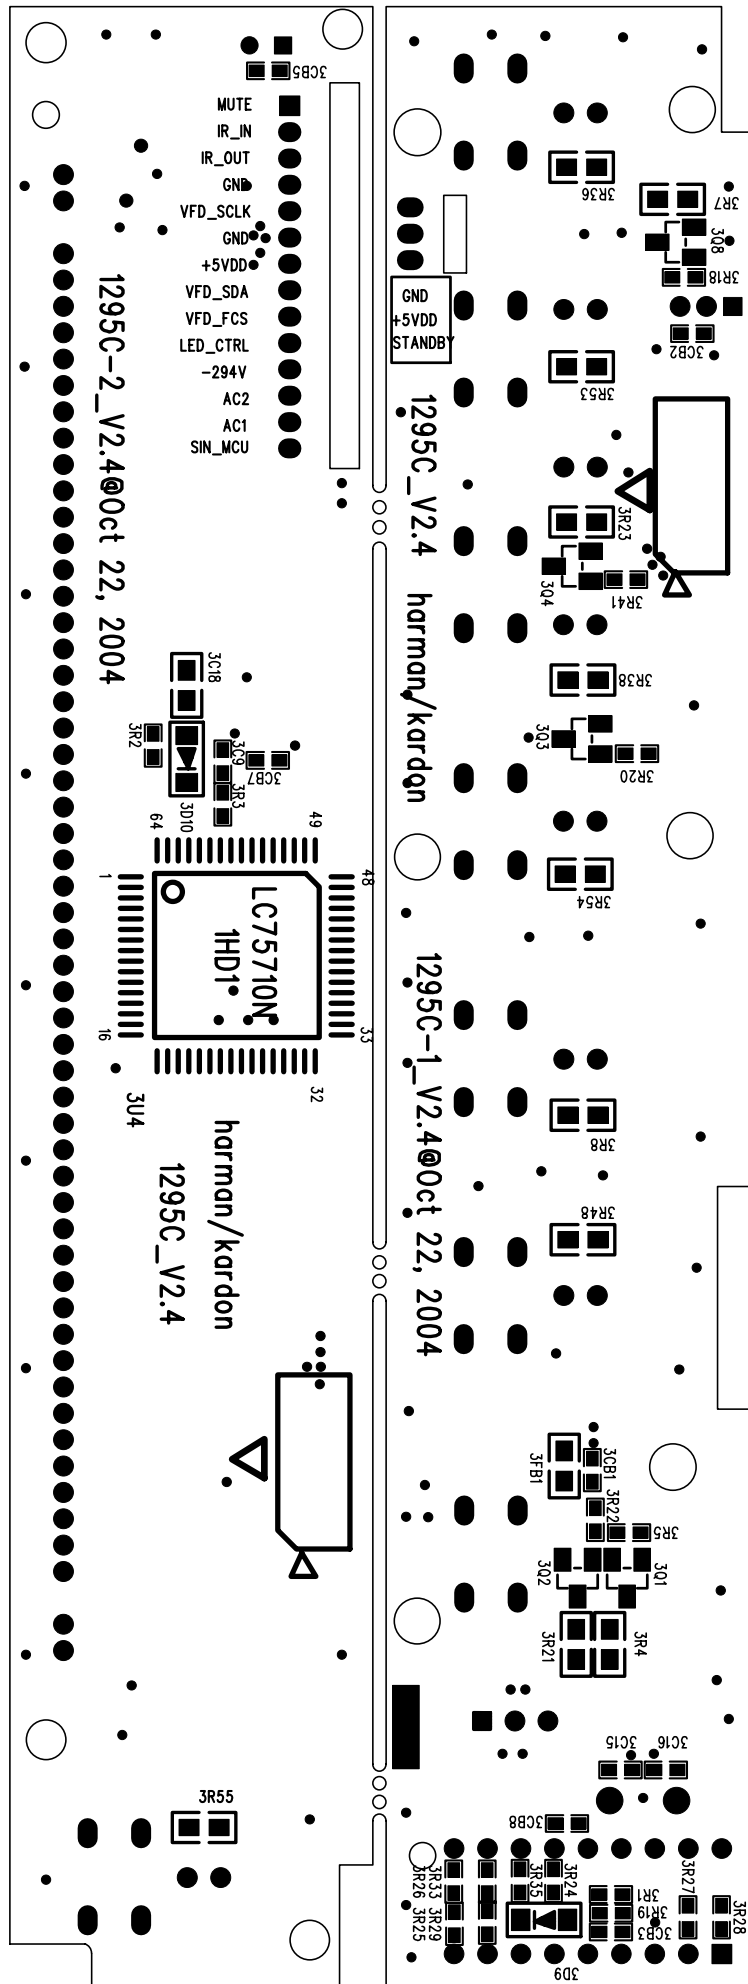 3CB5
MUTE
IR_IN
IR_OUT
GND
VFD_SCLK
GND
+5VDD
VFD_SDA
VFD_FCS
LED_CTRL
-294V
AC2
AC1
SIN_MCU
1295C-2_V2.4@Oct 22, 2004
3C18
3R2
3C9
3CB7
3R3
3D10
64
49
1
48
LC75710N
1HD1
16
33
32
3U4
harman/kardon
1295C_V2.4
3R55
3R36
3R7
3Q8
3R18
GND
+5VDD
STANDBY
3CB2
3R53
1295C_V2.4
3R23
3Q4
3R41
harman/kardon
3R38
3Q3
3R20
3R54
1295C-1_V2.4@Oct 22, 2004
3R8
3R48
3FB1
3CB1
3R22
3R5
3Q2
3Q1
3R21
3R4
3C15
3C16
3CB8
3R26
3R33
3R35
3R24
3R1
3R27
3R25
3R29
3R19
3R28
3CB3
3D9